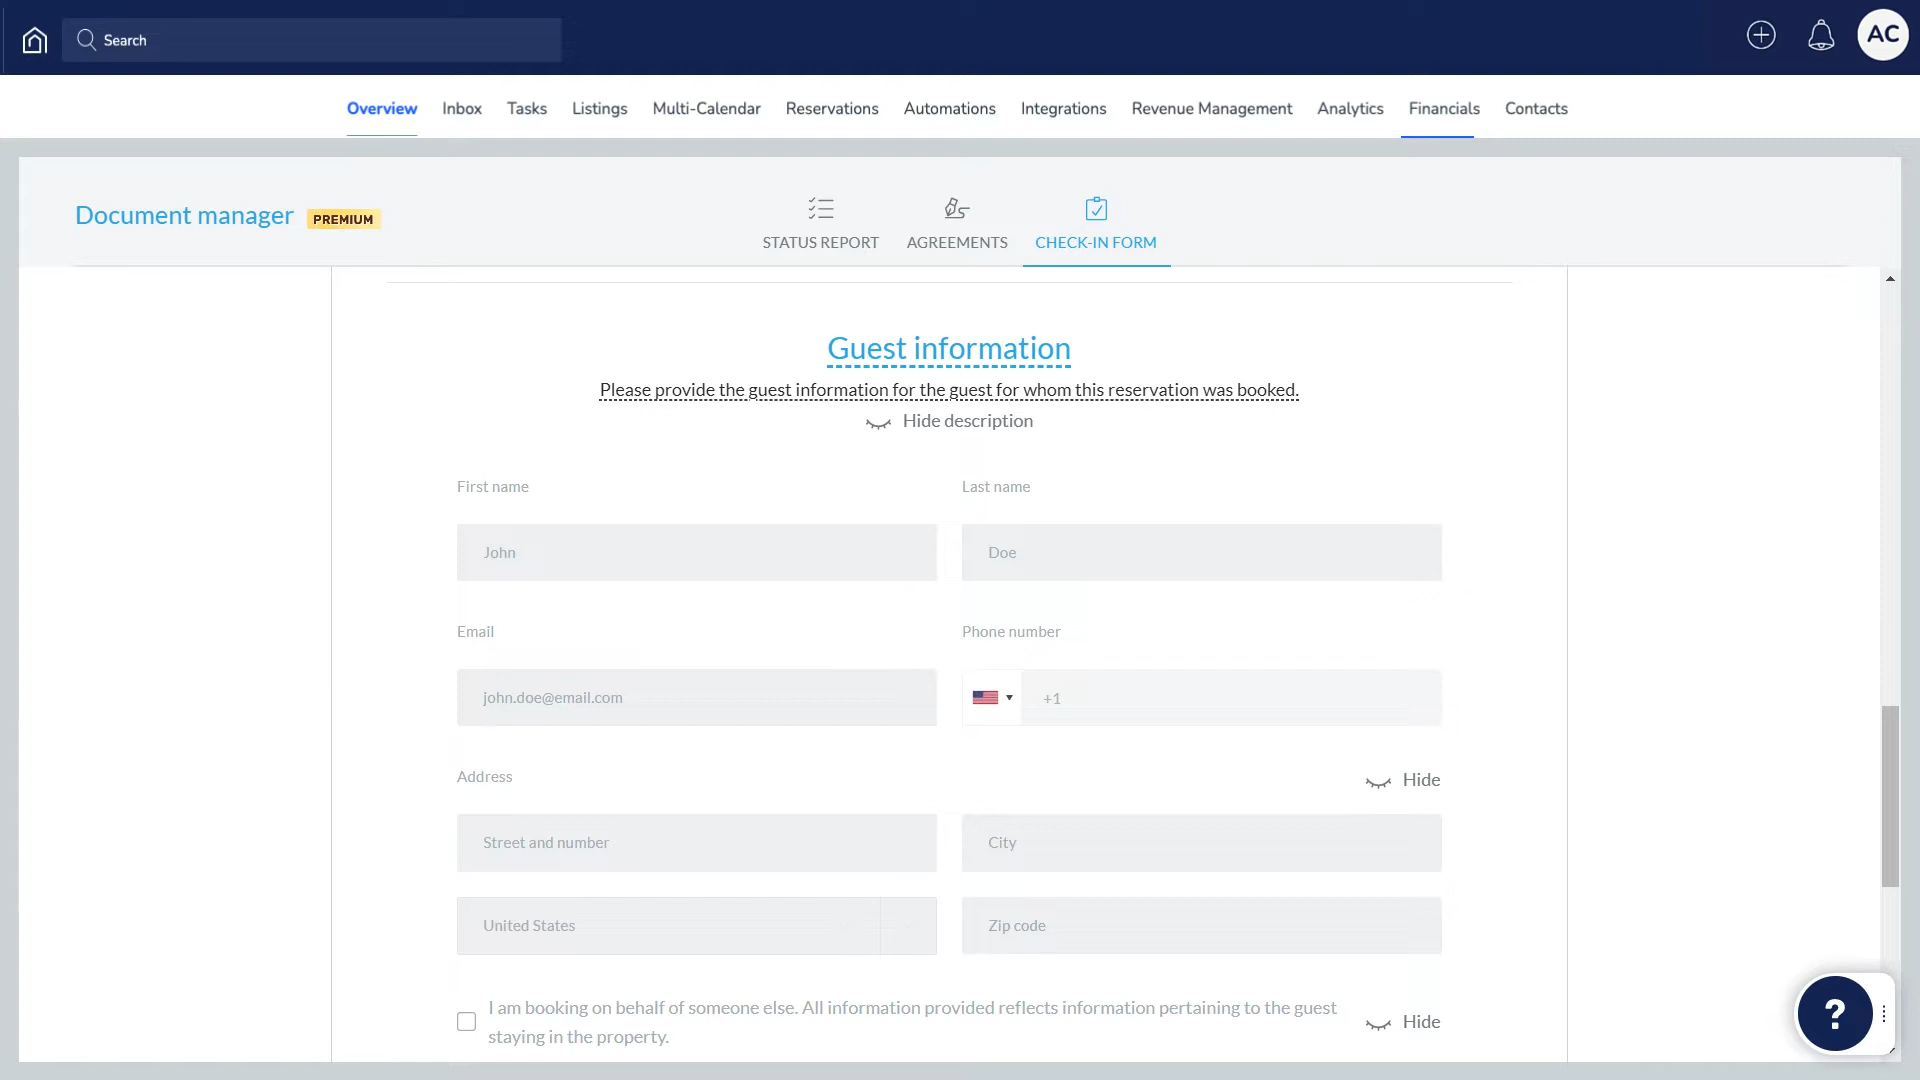 Search
AC
Overview Inbox Tasks Listings Multi-Calendar Reservations Automations Integrations Revenue Management Analytics Financials Contacts
Document manager PREMIUM
STATUS REPORT AGREEMENTS CHECK-IN FORM
Guest information
Please provide the guest information for the guest for whom this reservation was booked.
Hide description
First name Last name
John Doe
Email Phone number
john.doe@email.com +1
Address Hide
Street and number City
United States Zip code
I am booking on behalf of someone else. All information provided reflects information pertaining to the guest
staying in the property.
Hide
?